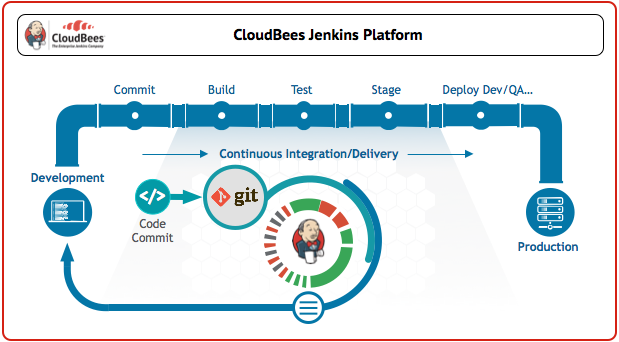 CloudBees
The Enterprise Jenkins Company
CloudBees Jenkins Platform
Commit
Build
Test
Stage
Deploy Dev/QA...
Continuous Integration/Delivery
Development
</>
git
Code
Commit
Production